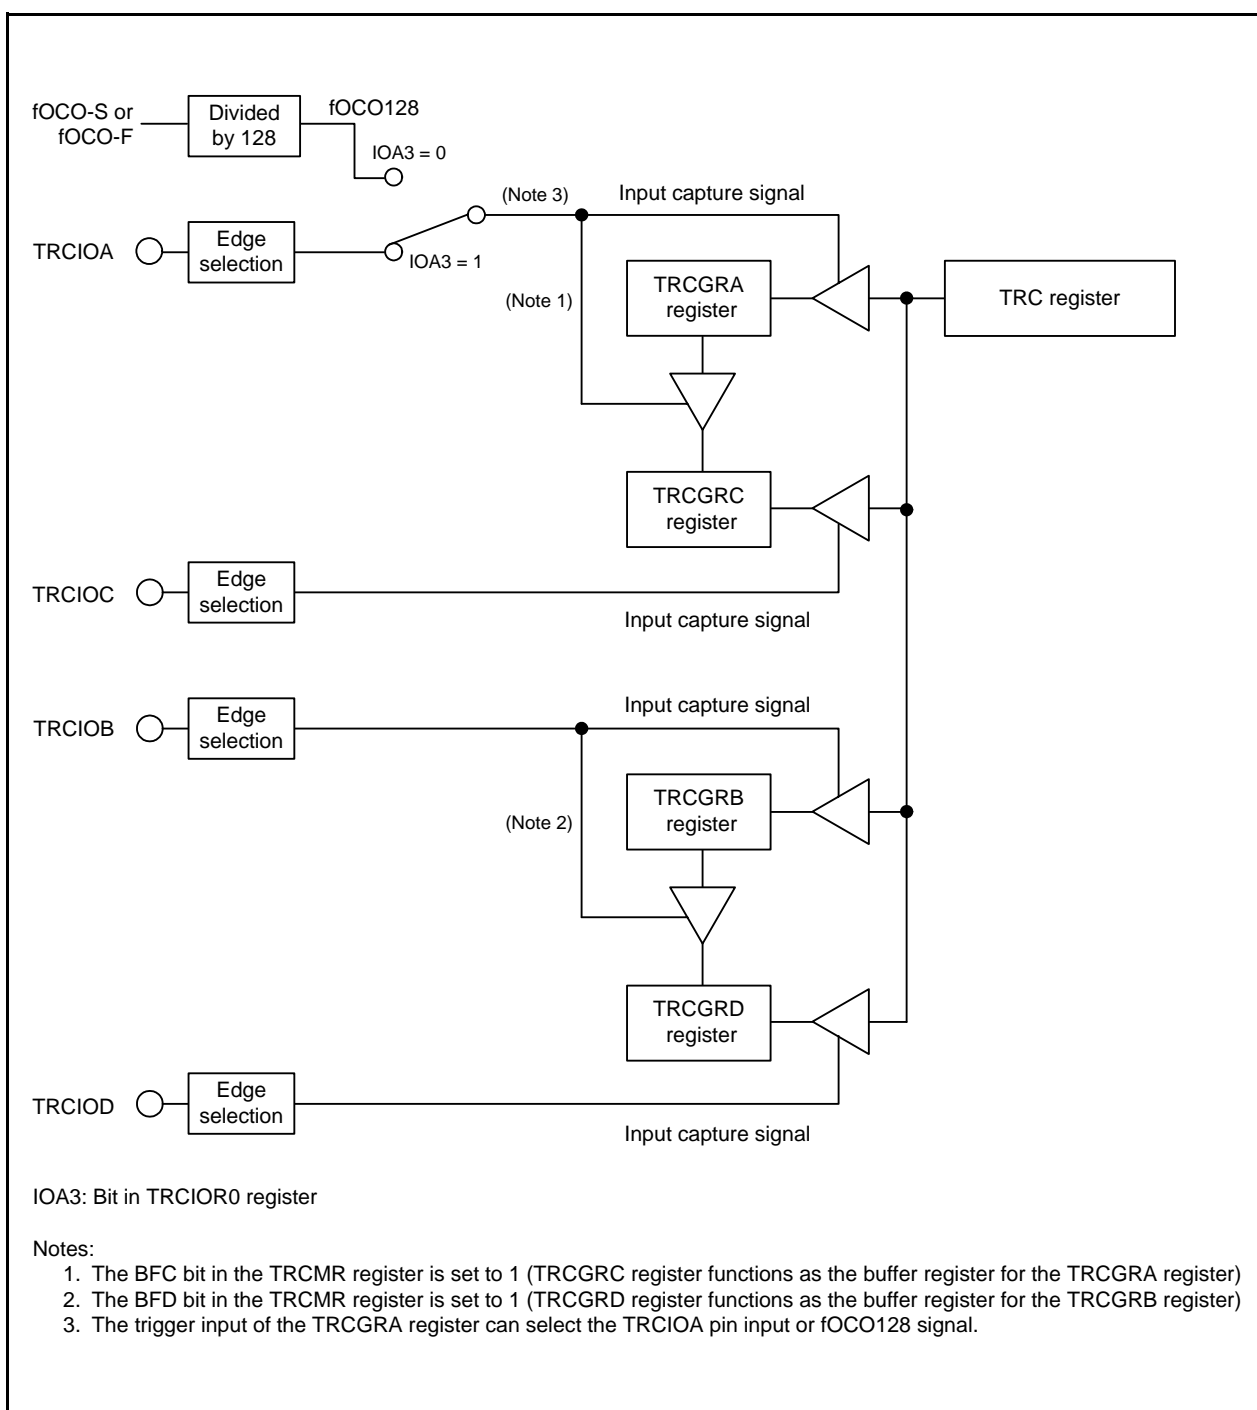 fOCO-S or
fOCO-F
Divided
by 128
fOCO128
IOA3 = 0
(Note 3)
Input capture signal
TRCIOA
Edge
selection
IOA3 = 1
(Note 1)
TRCGRA
register
TRC register
TRCGRC
register
TRCIOC
Edge
selection
Input capture signal
TRCIOB
Edge
selection
Input capture signal
(Note 2)
TRCGRB
register
TRCGRD
register
TRCIOD
Edge
selection
Input capture signal
IOA3: Bit in TRCIOR0 register
Notes:
1. The BFC bit in the TRCMR register is set to 1 (TRCGRC register functions as the buffer register for the TRCGRA register)
2. The BFD bit in the TRCMR register is set to 1 (TRCGRD register functions as the buffer register for the TRCGRB register)
3. The trigger input of the TRCGRA register can select the TRCIOA pin input or fOCO128 signal.